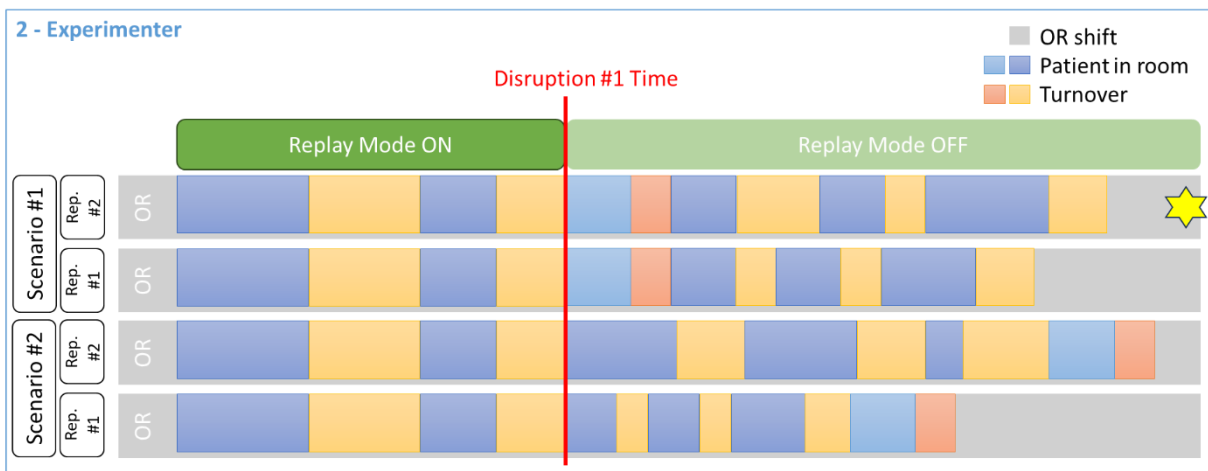 2 - Experimenter
OR shift
Patient in room
Turnover
Disruption #1 Time
Replay Mode ON
Replay Mode OFF
Scenario #1
Rep.
#2
OR
Rep.
#1
OR
Scenario #2
Rep.
#2
OR
Rep.
#1
OR